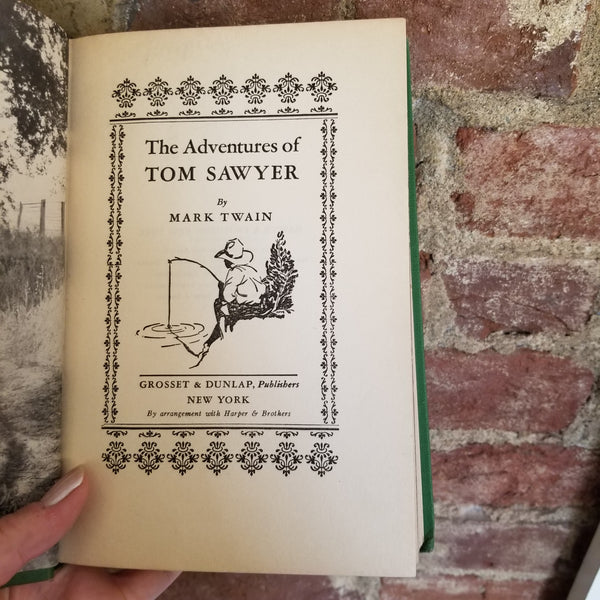 The Adventures of
TOM SAWYER
By
MARK TWAIN
GROSSET & DUNLAP, Publishers
NEW YORK
By arrangement with Harper & Brothers